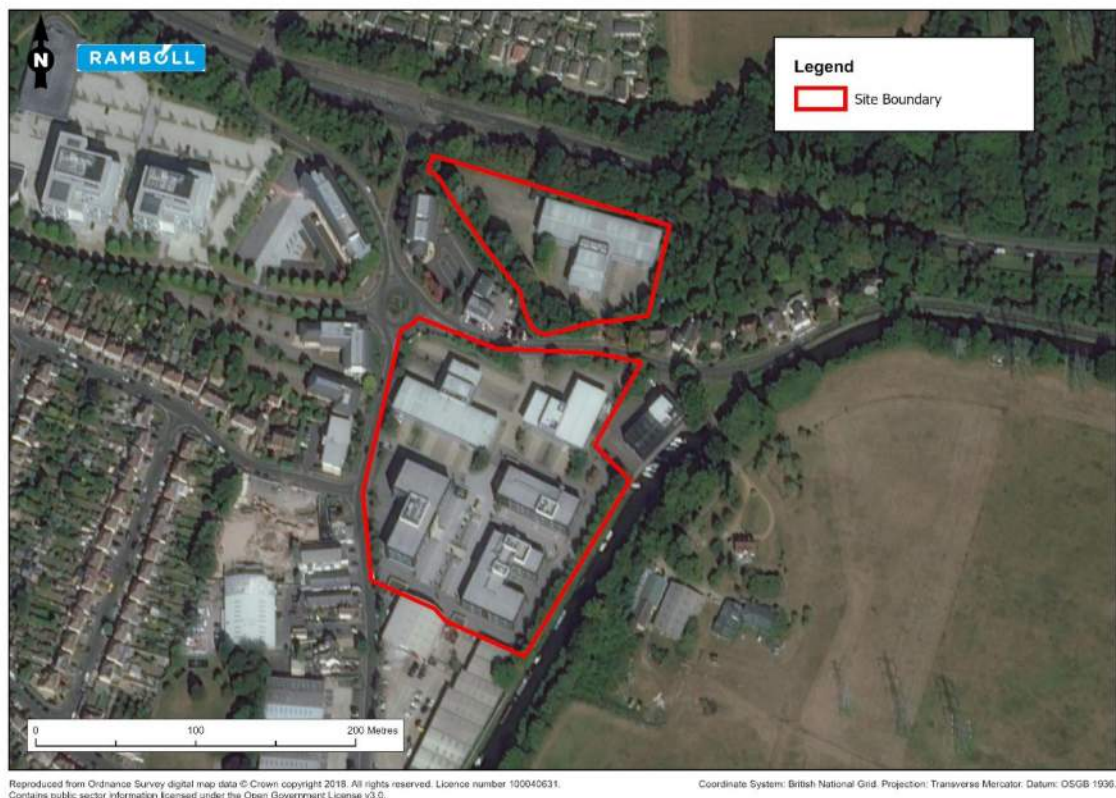 N
RAMBOLL
Legend
Site Boundary
0 100 200 Metres
Reproduced from Ordnance Survey digital map data © Crown copyright 2018. All rights reserved. Licence number 100040631.
Contains public sector information licensed under the Open Government License v3.0.
Coordinate System: British National Grid. Projection: Transverse Mercator. Datum: OSGB 1936.